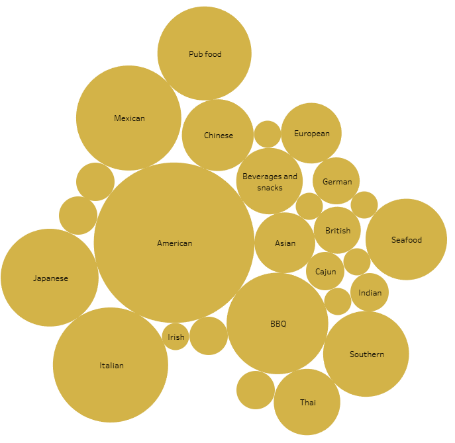 Pub food
Mexican
Chinese
European
Beverages and
snacks
German
British
Seafood
American
Asian
Cajun
Japanese
Indian
BBQ
Irish
Southern
Italian
Thai